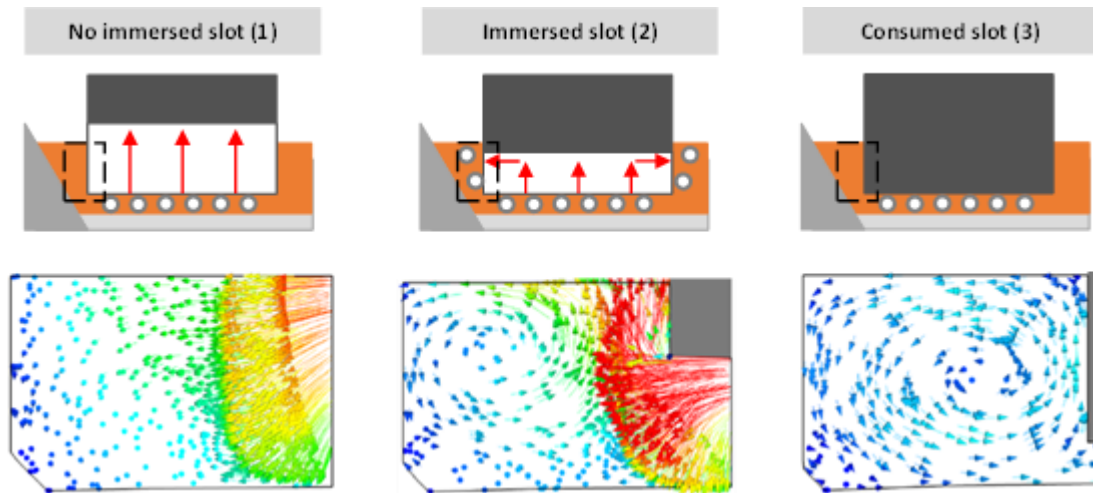 No immersed slot (1)
Immersed slot (2)
Consumed slot (3)